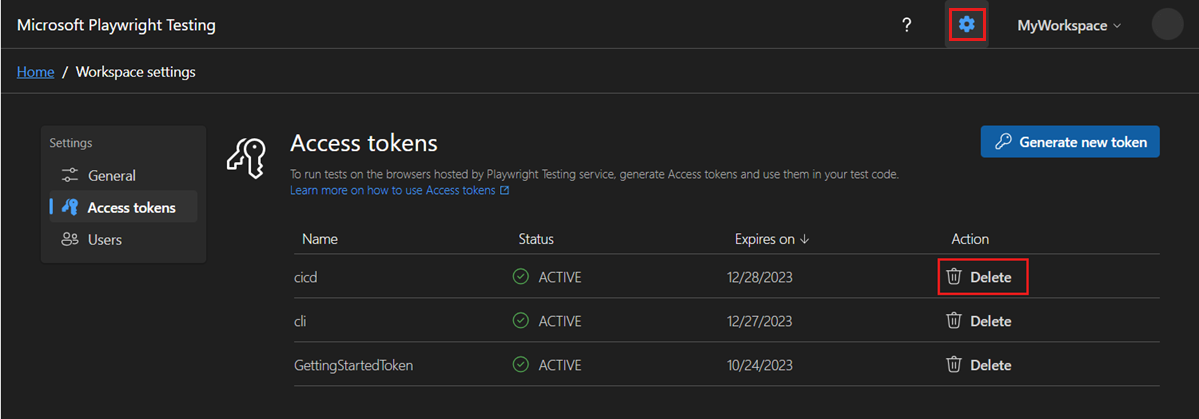 Microsoft Playwright Testing
? MyWorkspace
Home / Workspace settings
Settings
General
Access tokens
Users
Access tokens
Generate new token
To run tests on the browsers hosted by Playwright Testing service, generate Access tokens and use them in your test code.
Learn more on how to use Access tokens
Name Status Expires on ↓ Action
cicd ACTIVE 12/28/2023 Delete
cli ACTIVE 12/27/2023 Delete
GettingStartedToken ACTIVE 10/24/2023 Delete